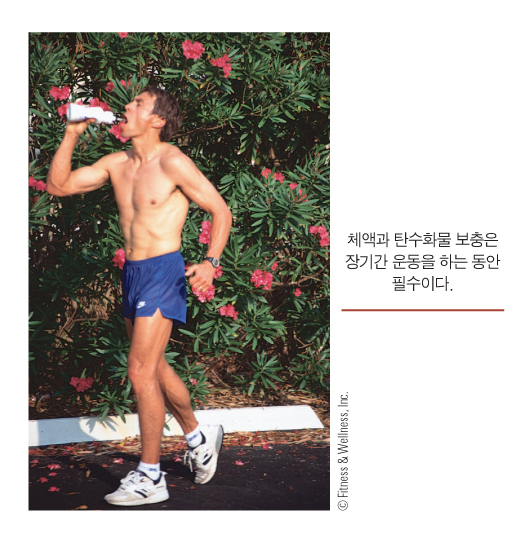 체액과 탄수화물 보충은
장기간 운동을 하는 동안
필수이다.
© Fitness & Wellness, Inc.